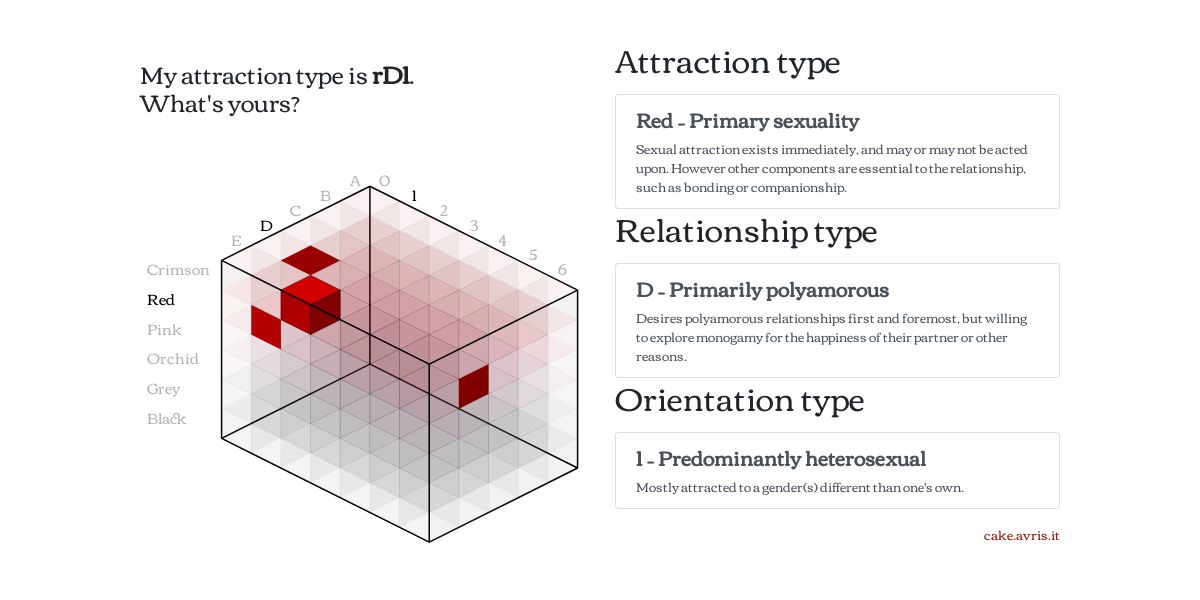 My attraction type is rD1.
What's yours?
A O
B 1
C 2
D 3
E 4
5
6
Crimson
Red
Pink
Orchid
Grey
Black
Attraction type
Red - Primary sexuality
Sexual attraction exists immediately, and may or may not be acted
upon. However other components are essential to the relationship,
such as bonding or companionship.
Relationship type
D - Primarily polyamorous
Desires polyamorous relationships first and foremost, but willing
to explore monogamy for the happiness of their partner or other
reasons.
Orientation type
1 - Predominantly heterosexual
Mostly attracted to a gender(s) different than one's own.
cake.avris.it